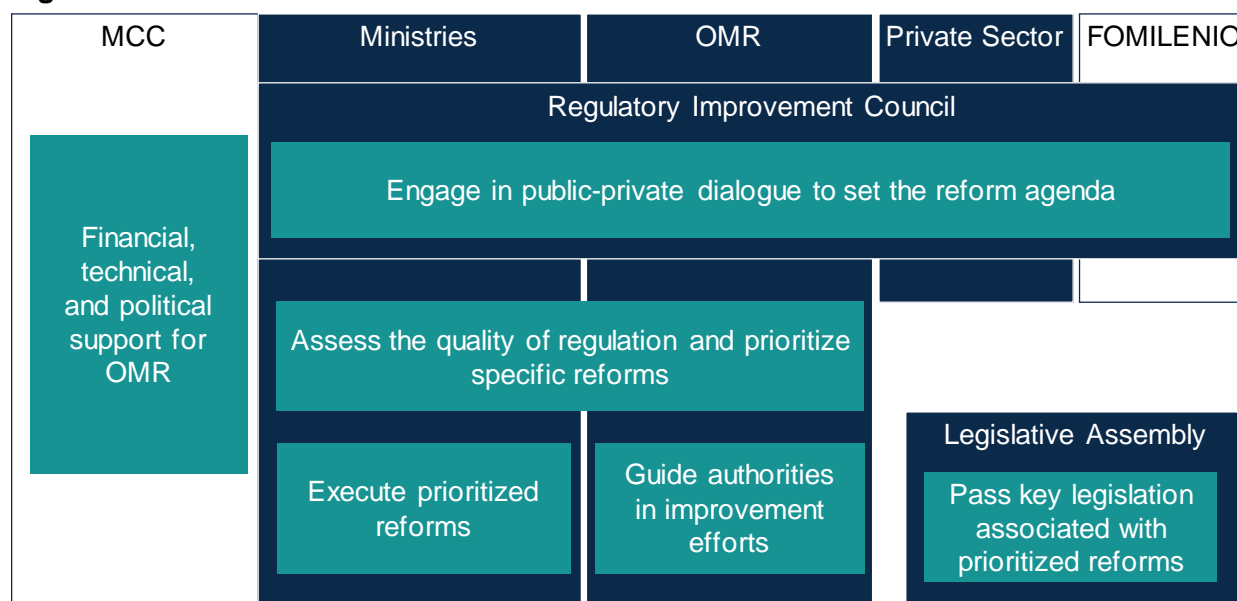 MCC
Ministries
OMR
Private Sector
FOMILENIO
Regulatory Improvement Council
Engage in public-private dialogue to set the reform agenda
Financial,
technical,
and political
support for
OMR
Assess the quality of regulation and prioritize
specific reforms
Execute prioritized
reforms
Guide authorities
in improvement
efforts
Legislative Assembly
Pass key legislation
associated with
prioritized reforms